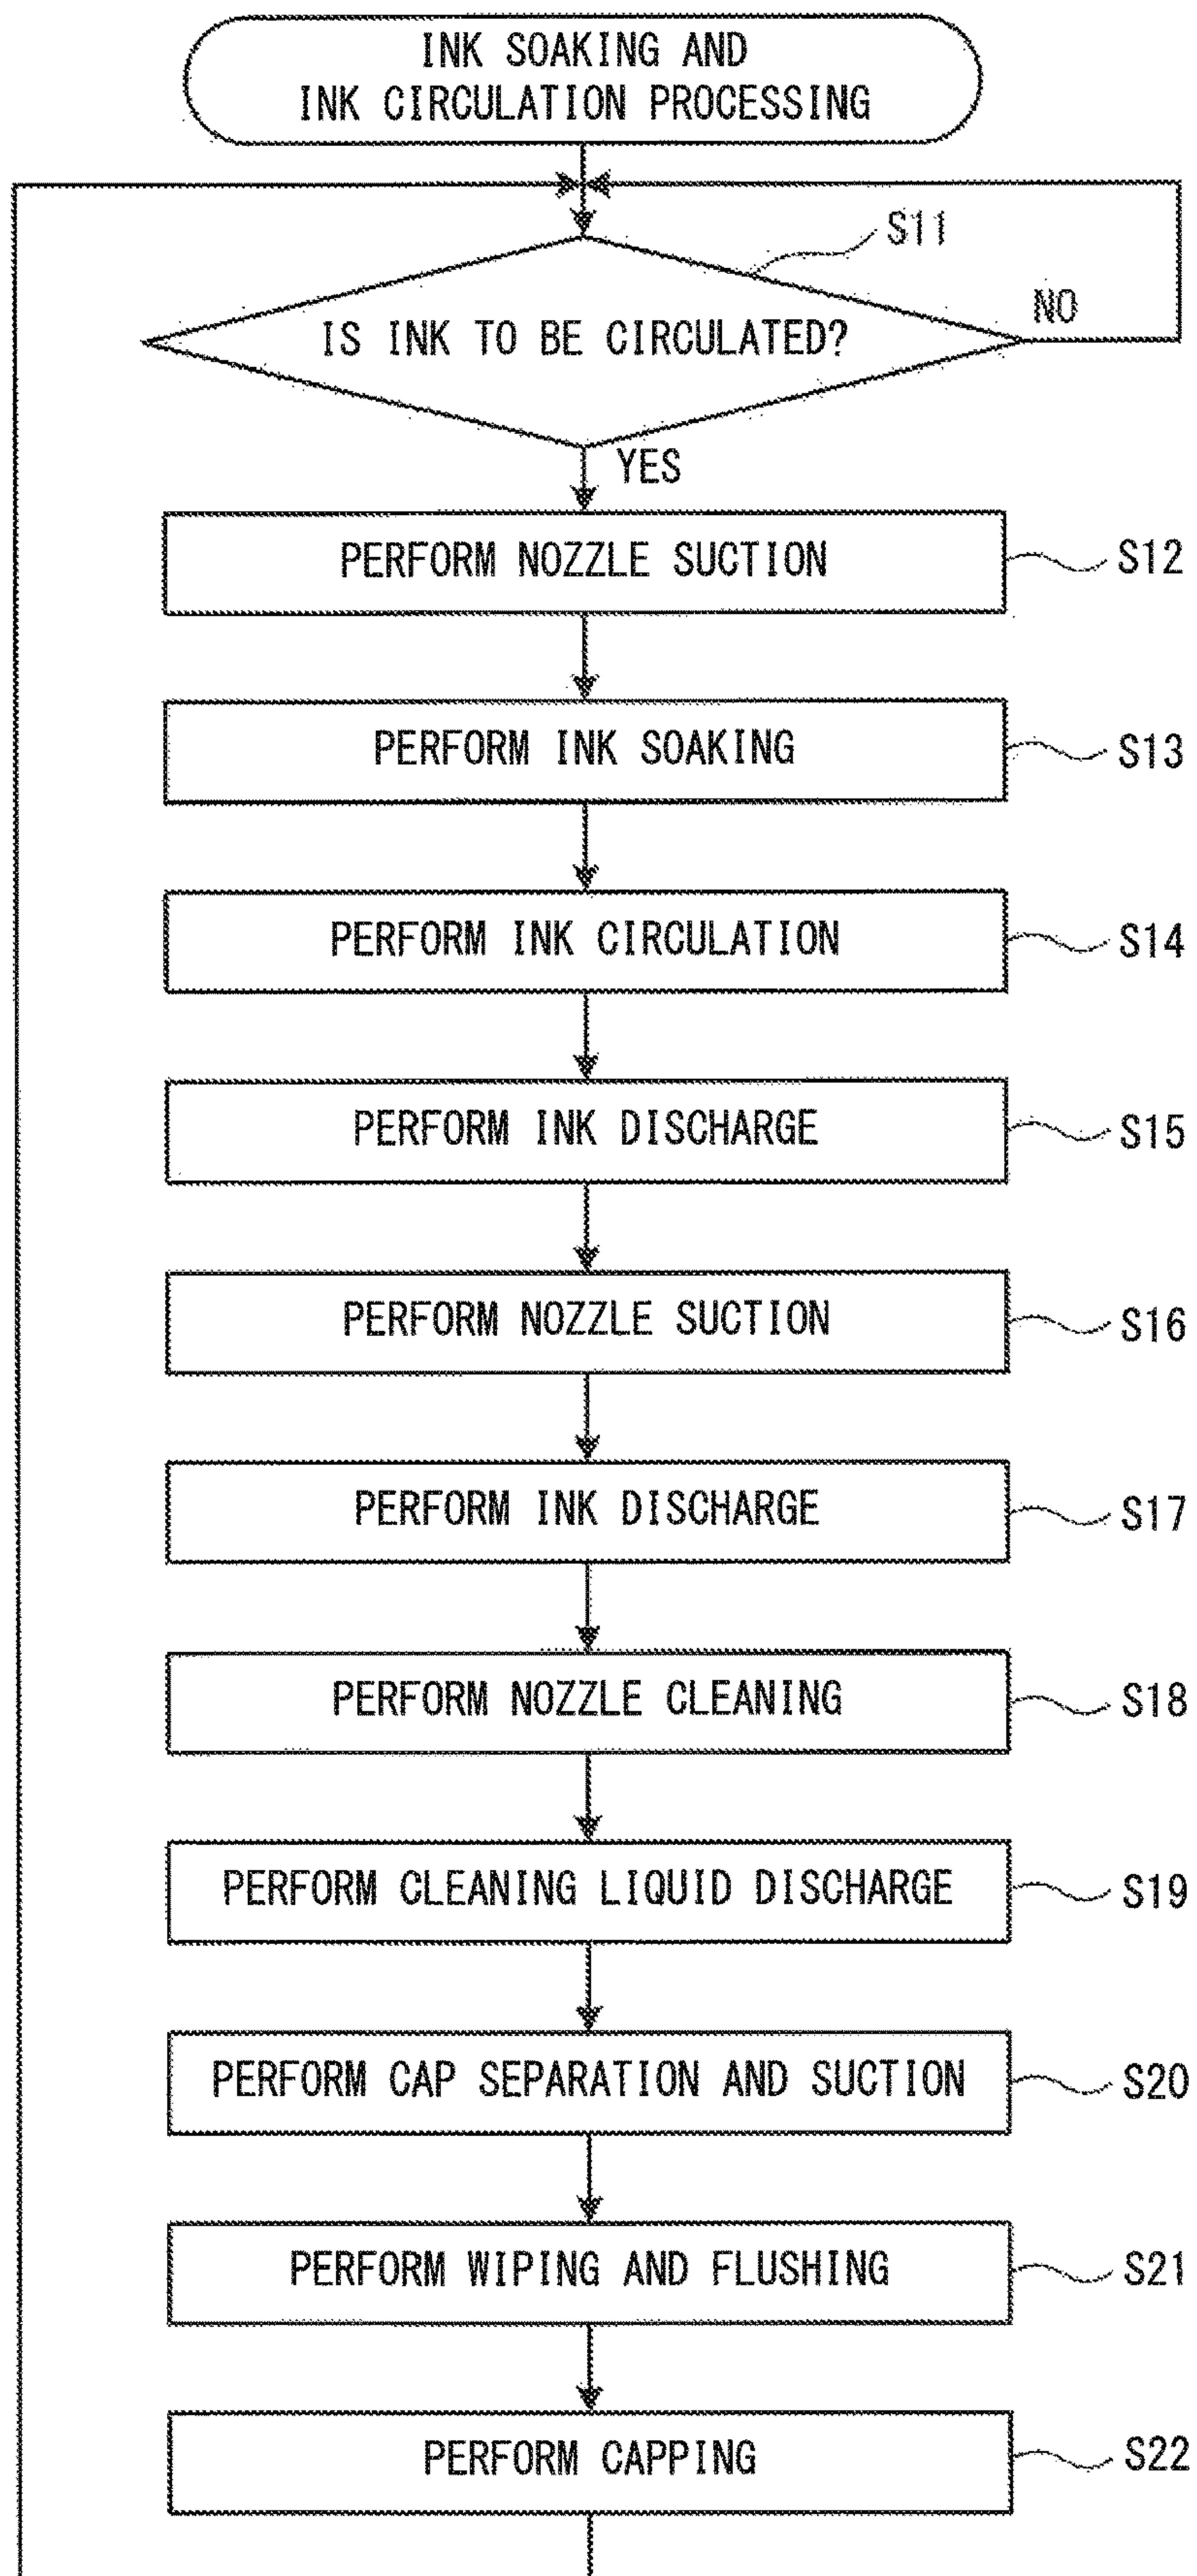 INK SOAKING AND
INK CIRCULATION PROCESSING
S11
IS INK TO BE CIRCULATED?
NO
YES
PERFORM NOZZLE SUCTION
S12
PERFORM INK SOAKING
S13
PERFORM INK CIRCULATION
S14
PERFORM INK DISCHARGE
S15
PERFORM NOZZLE SUCTION
S16
PERFORM INK DISCHARGE
S17
PERFORM NOZZLE CLEANING
S18
PERFORM CLEANING LIQUID DISCHARGE
S19
PERFORM CAP SEPARATION AND SUCTION
S20
PERFORM WIPING AND FLUSHING
S21
PERFORM CAPPING
S22